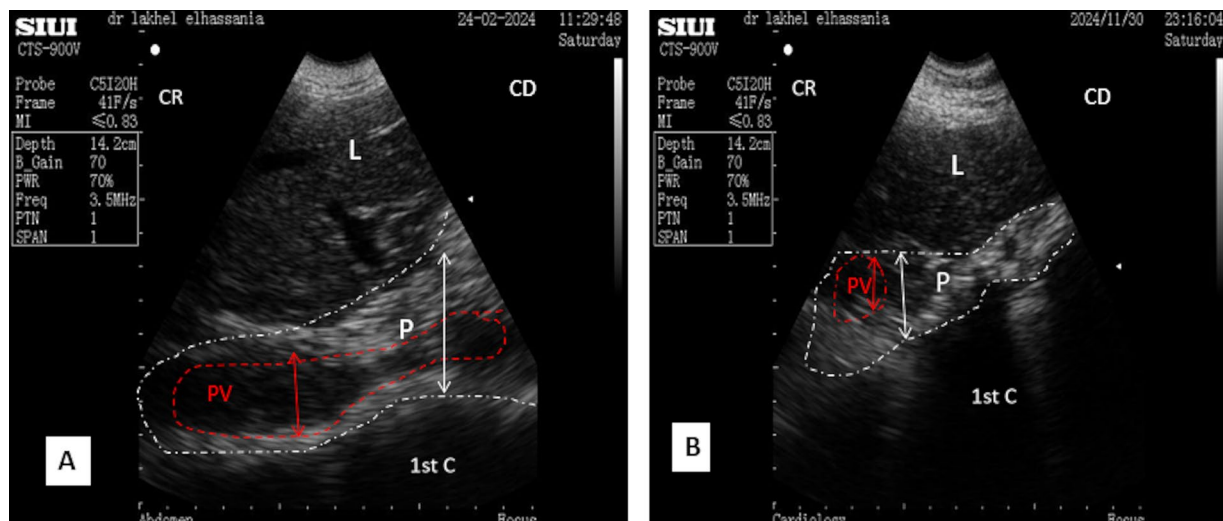 SIUI
dr lakhel elhassania
24-02-2024
11:29:48
CTS-900V
Saturday
Probe C5I20H
Frame 41F/s
MI ≤0.83
Depth 14.2cm
B_Gain 70
PWR 70%
Freq 3.5MHz
PTN 1
SPAN 1
CR
CD
L
P
PV
1st C
A
Abdomen
Focus
SIUI
dr lakhel elhassania
2024/11/30
23:16:04
CTS-900V
Saturday
Probe C5I20H
Frame 41F/s
MI ≤0.83
Depth 14.2cm
B_Gain 70
PWR 70%
Freq 3.5MHz
PTN 1
SPAN 1
CR
CD
L
PV
P
1st C
B
Cardiology
Focus